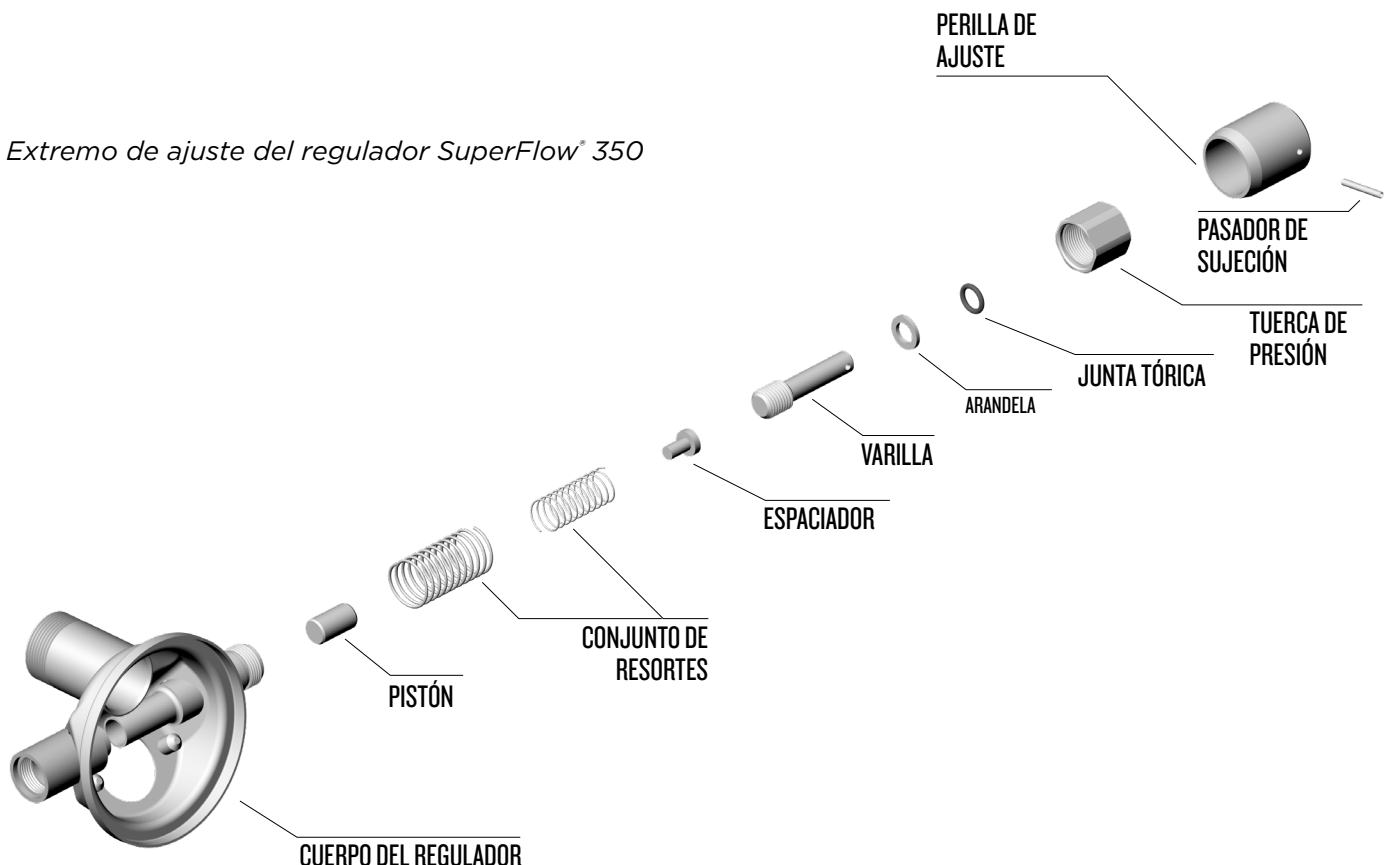 PERILLA DE
AJUSTE
Extremo de ajuste del regulador SuperFlow® 350
PASADOR DE
SUJECIÓN
TUERCA DE
PRESIÓN
JUNTA TÓRICA
ARANDELA
VARILLA
ESPACIADOR
CONJUNTO DE
RESORTES
PISTÓN
CUERPO DEL REGULADOR